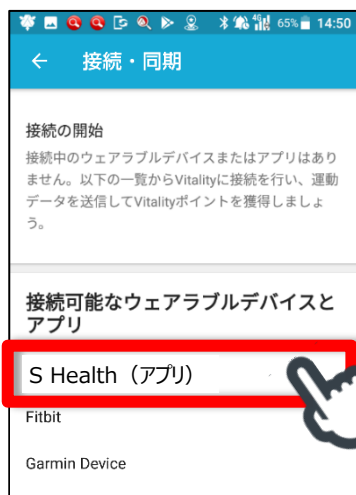 65% 14:50
接続・同期
接続の開始
接続中のウェアラブルデバイスまたはアプリはあり
ません。以下の一覧からVitalityに接続を行い、運動
データを送信してVitalityポイントを獲得しましょ
う。
接続可能なウェアラブルデバイスと
アプリ
S Health（アプリ）
Fitbit
Garmin Device